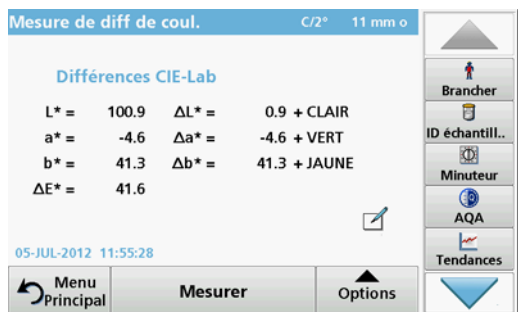 Mesure de diff de coul. C/2° 11 mm o
Différences CIE-Lab
L* = 100.9 ΔL* = 0.9 + CLAIR
a* = -4.6 Δa* = -4.6 + VERT
b* = 41.3 Δb* = 41.3 + JAUNE
ΔE* = 41.6
05-JUL-2012 11:55:28
Menu Principal
Mesurer
Options
Brancher
ID échantill..
Minuteur
AQA
Tendances